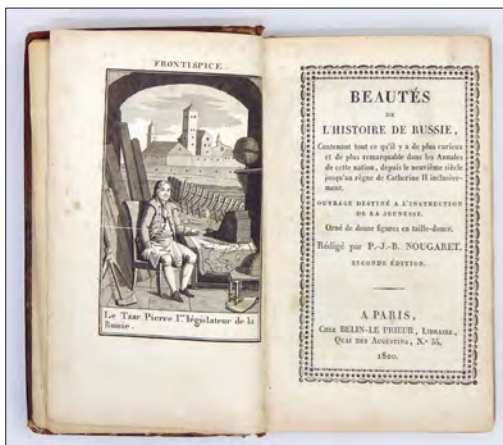 FRONTISPICE.
Le Tzar Pierre I.er législateur de la
Russie.
BEAUTÉS
DE
L'HISTOIRE DE RUSSIE,
Contenant tout ce qu'il y a de plus curieux
et de plus remarquable dans les Annales
de cette nation, depuis le neuvième siècle
jusqu'au règne de Catherine II inclusive-
ment.
OUVRAGE DESTINÉ A L'INSTRUCTION
DE LA JEUNESSE.
Orné de douze figures en taille-douce.
Rédigé par P.-J.-B. NOUGARET.
SECONDE ÉDITION.
A PARIS,
CHEZ BELIN-LE PRIEUR, LIBRAIRE,
QUAI DES AUGUSTINS, N.º 55.
1820.